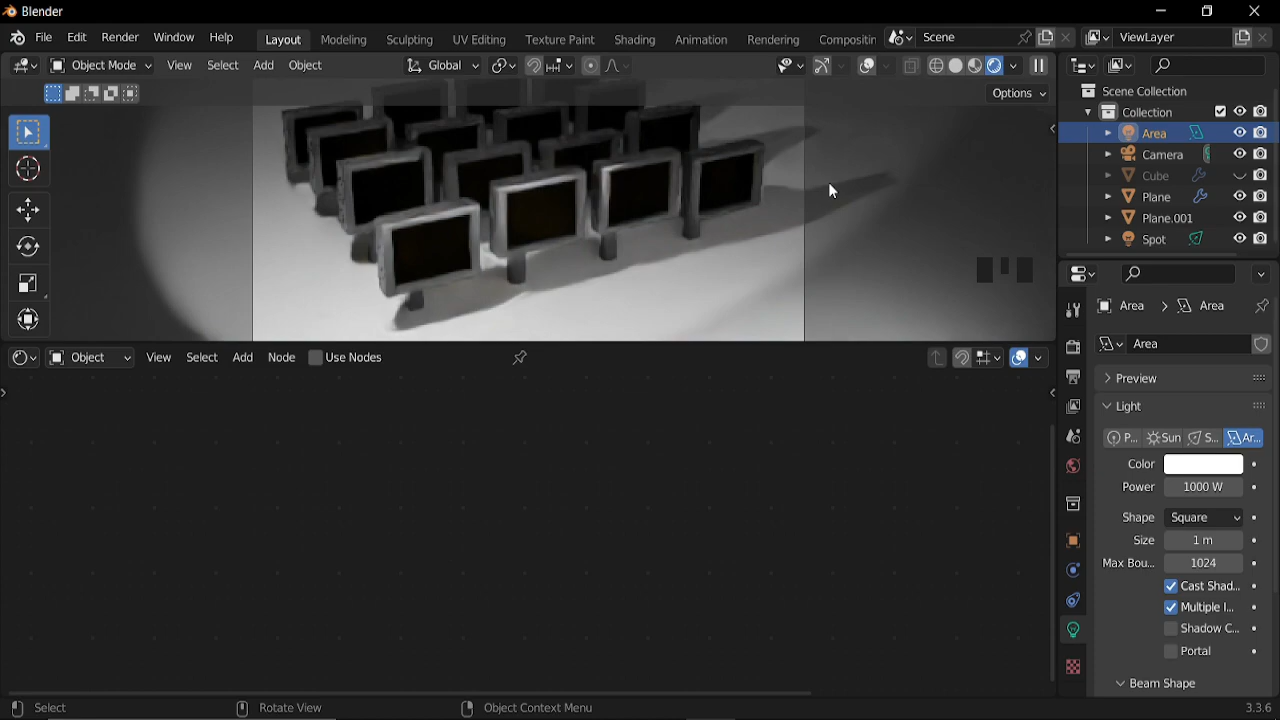 Blender
File Edit Render Window Help Layout Modeling Sculpting UV Editing Texture Paint Shading Animation Rendering Compositin Scene ViewLayer
Object Mode View Select Add Object Global
Options
Scene Collection
Collection
Area
Camera
Cube
Plane
Plane.001
Spot
Area Area
Object View Select Add Node Use Nodes
Area
Preview
Light
P... Sun S... Ar...
Color
Power 1000 W
Shape Square
Size 1 m
Max Bou... 1024
Cast Shad...
Multiple I...
Shadow C...
Portal
Beam Shape
Select Rotate View Object Context Menu 3.3.6